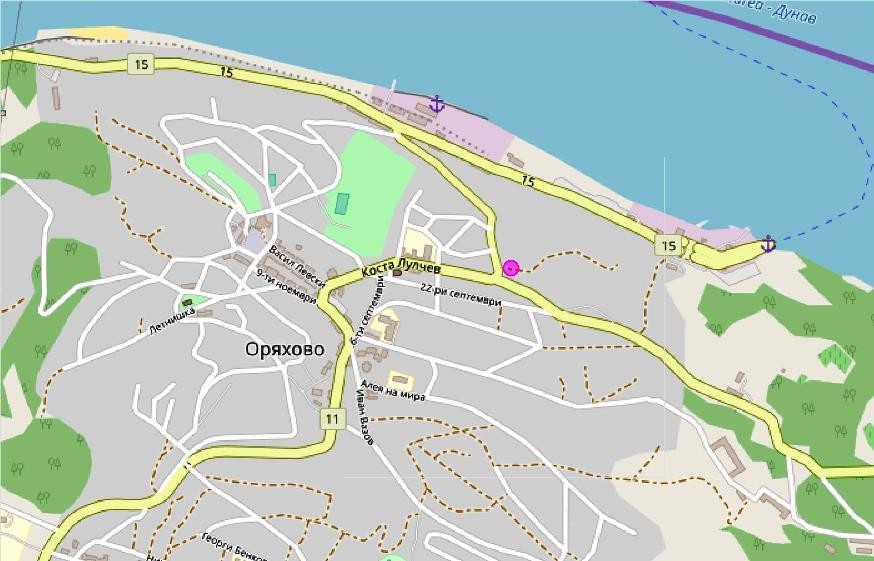 Дунав
15
15
15
15
Васил Левски
Коста Лулчев
9-ти ноември
22-ри септември
6-ти септември
Летнишка
Оряхово
Алея на мира
11
Иван Вазов
Георги Бенков